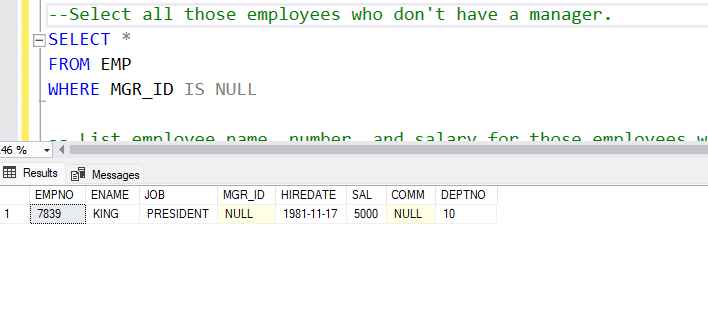 --Select all those employees who don't have a manager.
SELECT *
FROM EMP
WHERE MGR_ID IS NULL
-- List employee name, number, and salary for those employees w
46 %
Results Messages
EMPNO ENAME JOB MGR_ID HIREDATE SAL COMM DEPTNO
1 7839 KING PRESIDENT NULL 1981-11-17 5000 NULL 10